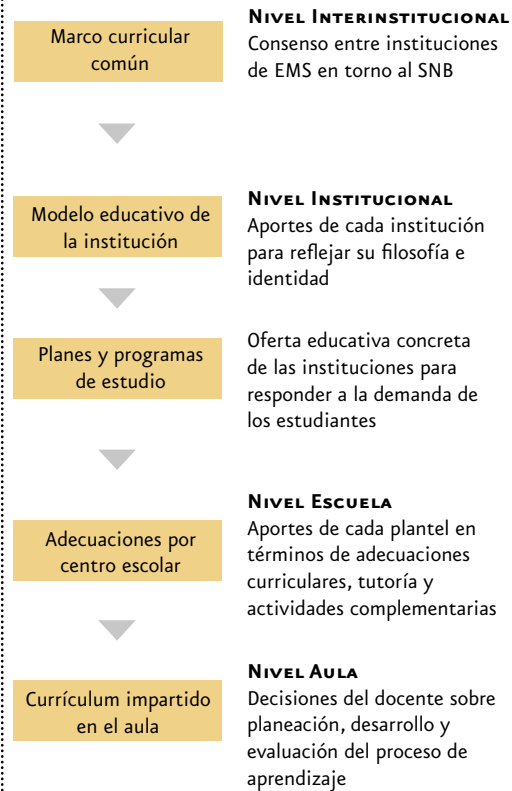 Marco curricular
común
NIVEL INTERINSTITUCIONAL
Consenso entre instituciones
de EMS en torno al SNB
Modelo educativo de
la institución
NIVEL INSTITUCIONAL
Aportes de cada institución
para reflejar su filosofía e
identidad
Planes y programas
de estudio
Oferta educativa concreta
de las instituciones para
responder a la demanda de
los estudiantes
Adecuaciones por
centro escolar
NIVEL ESCUELA
Aportes de cada plantel en
términos de adecuaciones
curriculares, tutoría y
actividades complementarias
Currículum impartido
en el aula
NIVEL AULA
Decisiones del docente sobre
planeación, desarrollo y
evaluación del proceso de
aprendizaje